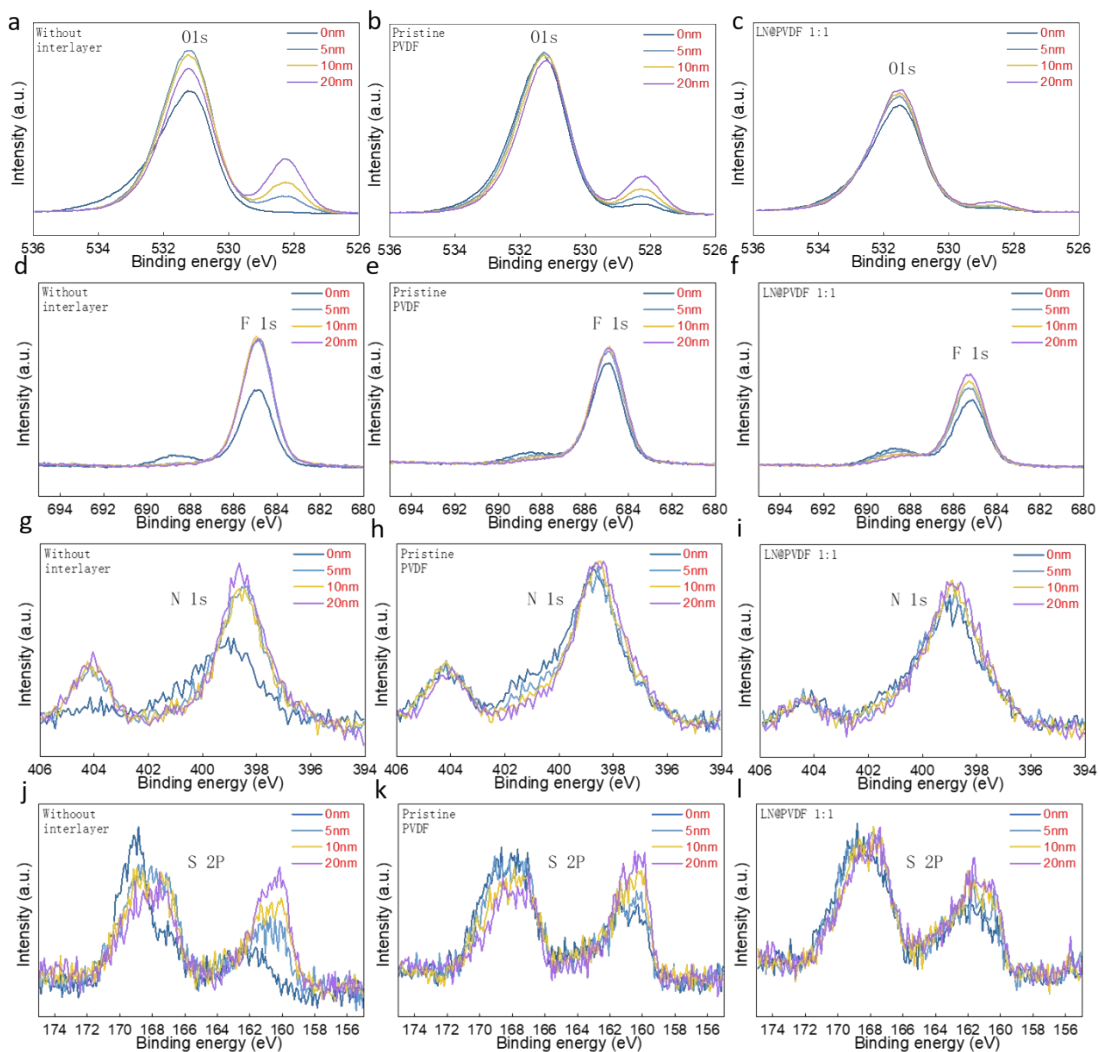 a
Without
interlayer
O1s
0nm
5nm
10nm
20nm
Intensity (a.u.)
536 534 532 530 528 526
Binding energy (eV)
b
Pristine
PVDF
O1s
0nm
5nm
10nm
20nm
Intensity (a.u.)
536 534 532 530 528 526
Binding energy (eV)
c
LN@PVDF 1:1
O1s
0nm
5nm
10nm
20nm
Intensity (a.u.)
536 534 532 530 528 526
Binding energy (eV)
d
Without
interlayer
F 1s
0nm
5nm
10nm
20nm
Intensity (a.u.)
694 692 690 688 686 684 682 680
Binding energy (eV)
e
Pristine
PVDF
F 1s
0nm
5nm
10nm
20nm
Intensity (a.u.)
694 692 690 688 686 684 682 680
Binding energy (eV)
f
LN@PVDF 1:1
F 1s
0nm
5nm
10nm
20nm
Intensity (a.u.)
694 692 690 688 686 684 682 680
Binding energy (eV)
g
Without
interlayer
N 1s
0nm
5nm
10nm
20nm
Intensity (a.u.)
406 404 402 400 398 396 394
Binding energy (eV)
h
Pristine
PVDF
N 1s
0nm
5nm
10nm
20nm
Intensity (a.u.)
406 404 402 400 398 396 394
Binding energy (eV)
i
LN@PVDF 1:1
N 1s
0nm
5nm
10nm
20nm
Intensity (a.u.)
406 404 402 400 398 396 394
Binding energy (eV)
j
Without
interlayer
S 2P
0nm
5nm
10nm
20nm
Intensity (a.u.)
174 172 170 168 166 164 162 160 158 156
Binding energy (eV)
k
Pristine
PVDF
S 2P
0nm
5nm
10nm
20nm
Intensity (a.u.)
174 172 170 168 166 164 162 160 158 156
Binding energy (eV)
l
LN@PVDF 1:1
S 2P
0nm
5nm
10nm
20nm
Intensity (a.u.)
174 172 170 168 166 164 162 160 158 156
Binding energy (eV)